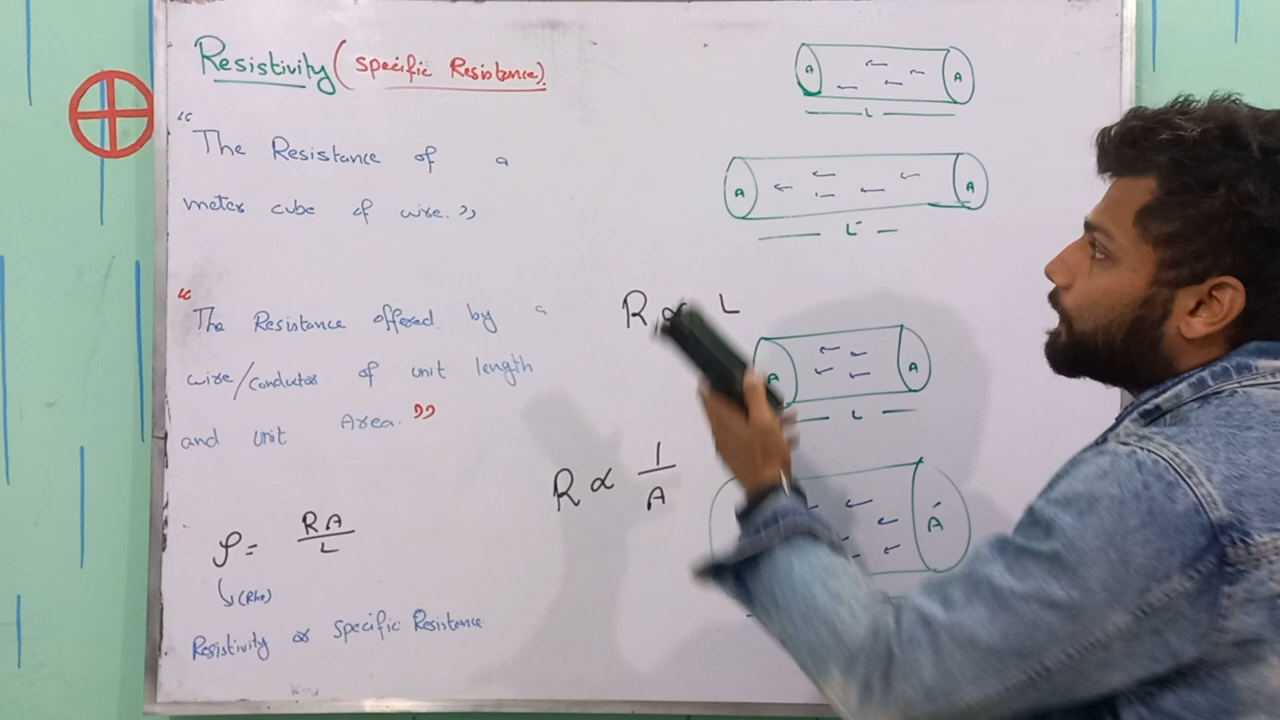 Resistivity (Specific Resistance).
"The Resistance of a
meter cube of wire."
"The Resistance offered by a
wire/conductor of unit length
and unit Area."
ρ = RA/L
(Rho)
Resistivity or Specific Resistance
A A
L
A A
L'
R ∝ L
A A
L
R ∝ 1/A
A'